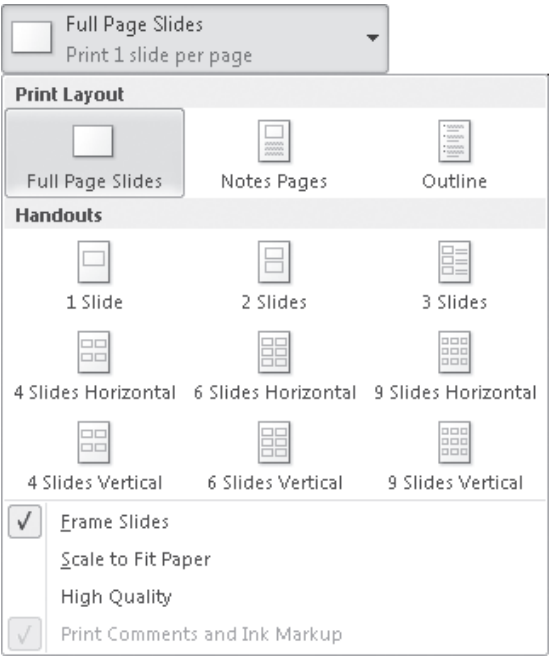 Full Page Slides
Print 1 slide per page
Print Layout
Full Page Slides Notes Pages Outline
Handouts
1 Slide 2 Slides 3 Slides
4 Slides Horizontal 6 Slides Horizontal 9 Slides Horizontal
4 Slides Vertical 6 Slides Vertical 9 Slides Vertical
Frame Slides
Scale to Fit Paper
High Quality
Print Comments and Ink Markup